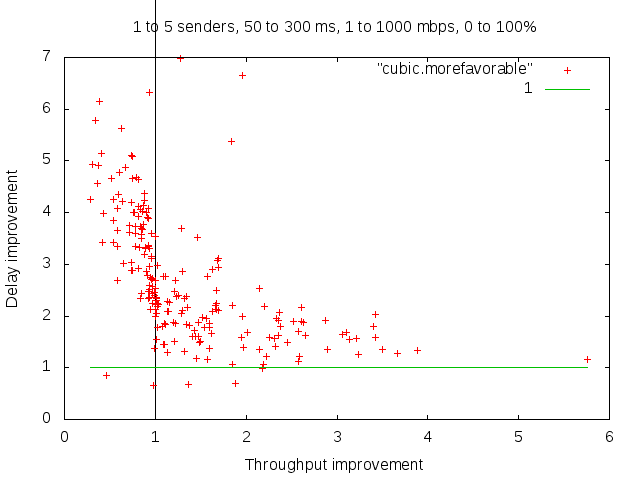 1 to 5 senders, 50 to 300 ms, 1 to 1000 mbps, 0 to 100%
"cubic.morefavorable"
1
Delay improvement
7
6
5
4
3
2
1
0
0 1 2 3 4 5 6
Throughput improvement